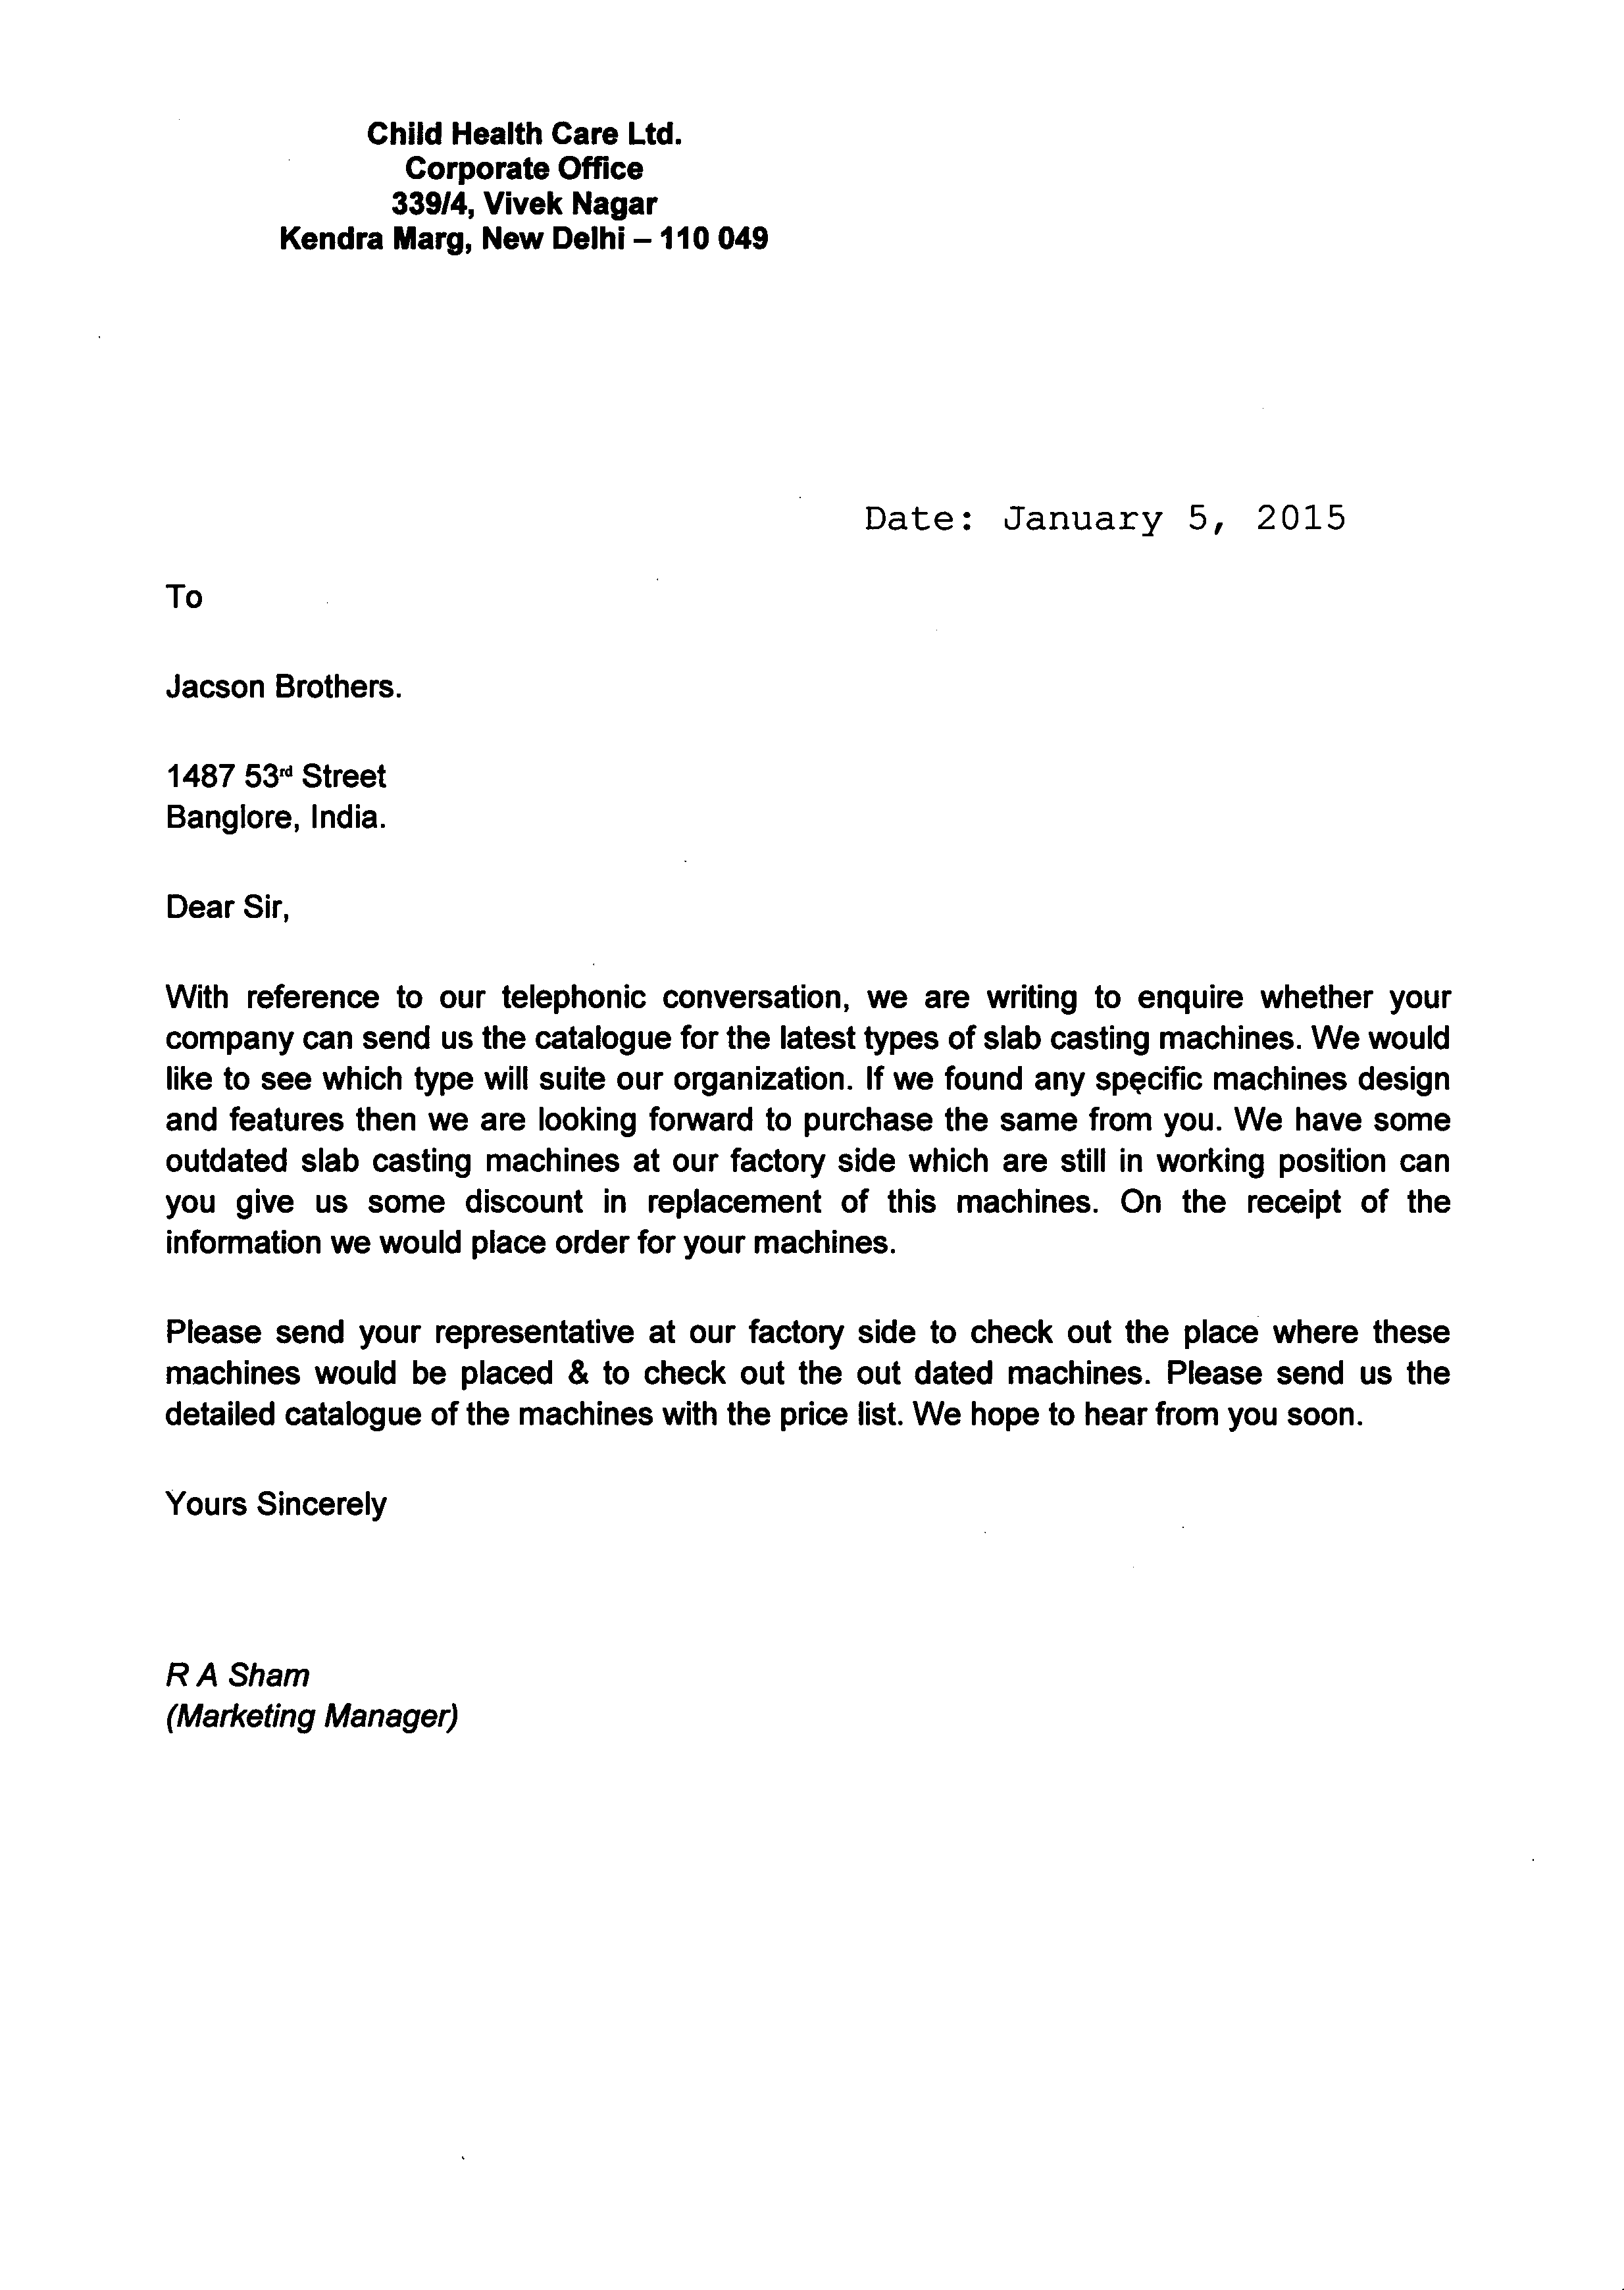 Child Health Care Ltd.
Corporate Office
339/4, Vivek Nagar
Kendra Marg, New Delhi – 110 049
Date: January 5, 2015
To
Jacson Brothers.
1487 53rd Street
Banglore, India.
Dear Sir,
With reference to our telephonic conversation, we are writing to enquire whether your
company can send us the catalogue for the latest types of slab casting machines. We would
like to see which type will suite our organization. If we found any specific machines design
and features then we are looking forward to purchase the same from you. We have some
outdated slab casting machines at our factory side which are still in working position can
you give us some discount in replacement of this machines. On the receipt of the
information we would place order for your machines.
Please send your representative at our factory side to check out the place where these
machines would be placed & to check out the out dated machines. Please send us the
detailed catalogue of the machines with the price list. We hope to hear from you soon.
Yours Sincerely
R A Sham
(Marketing Manager)